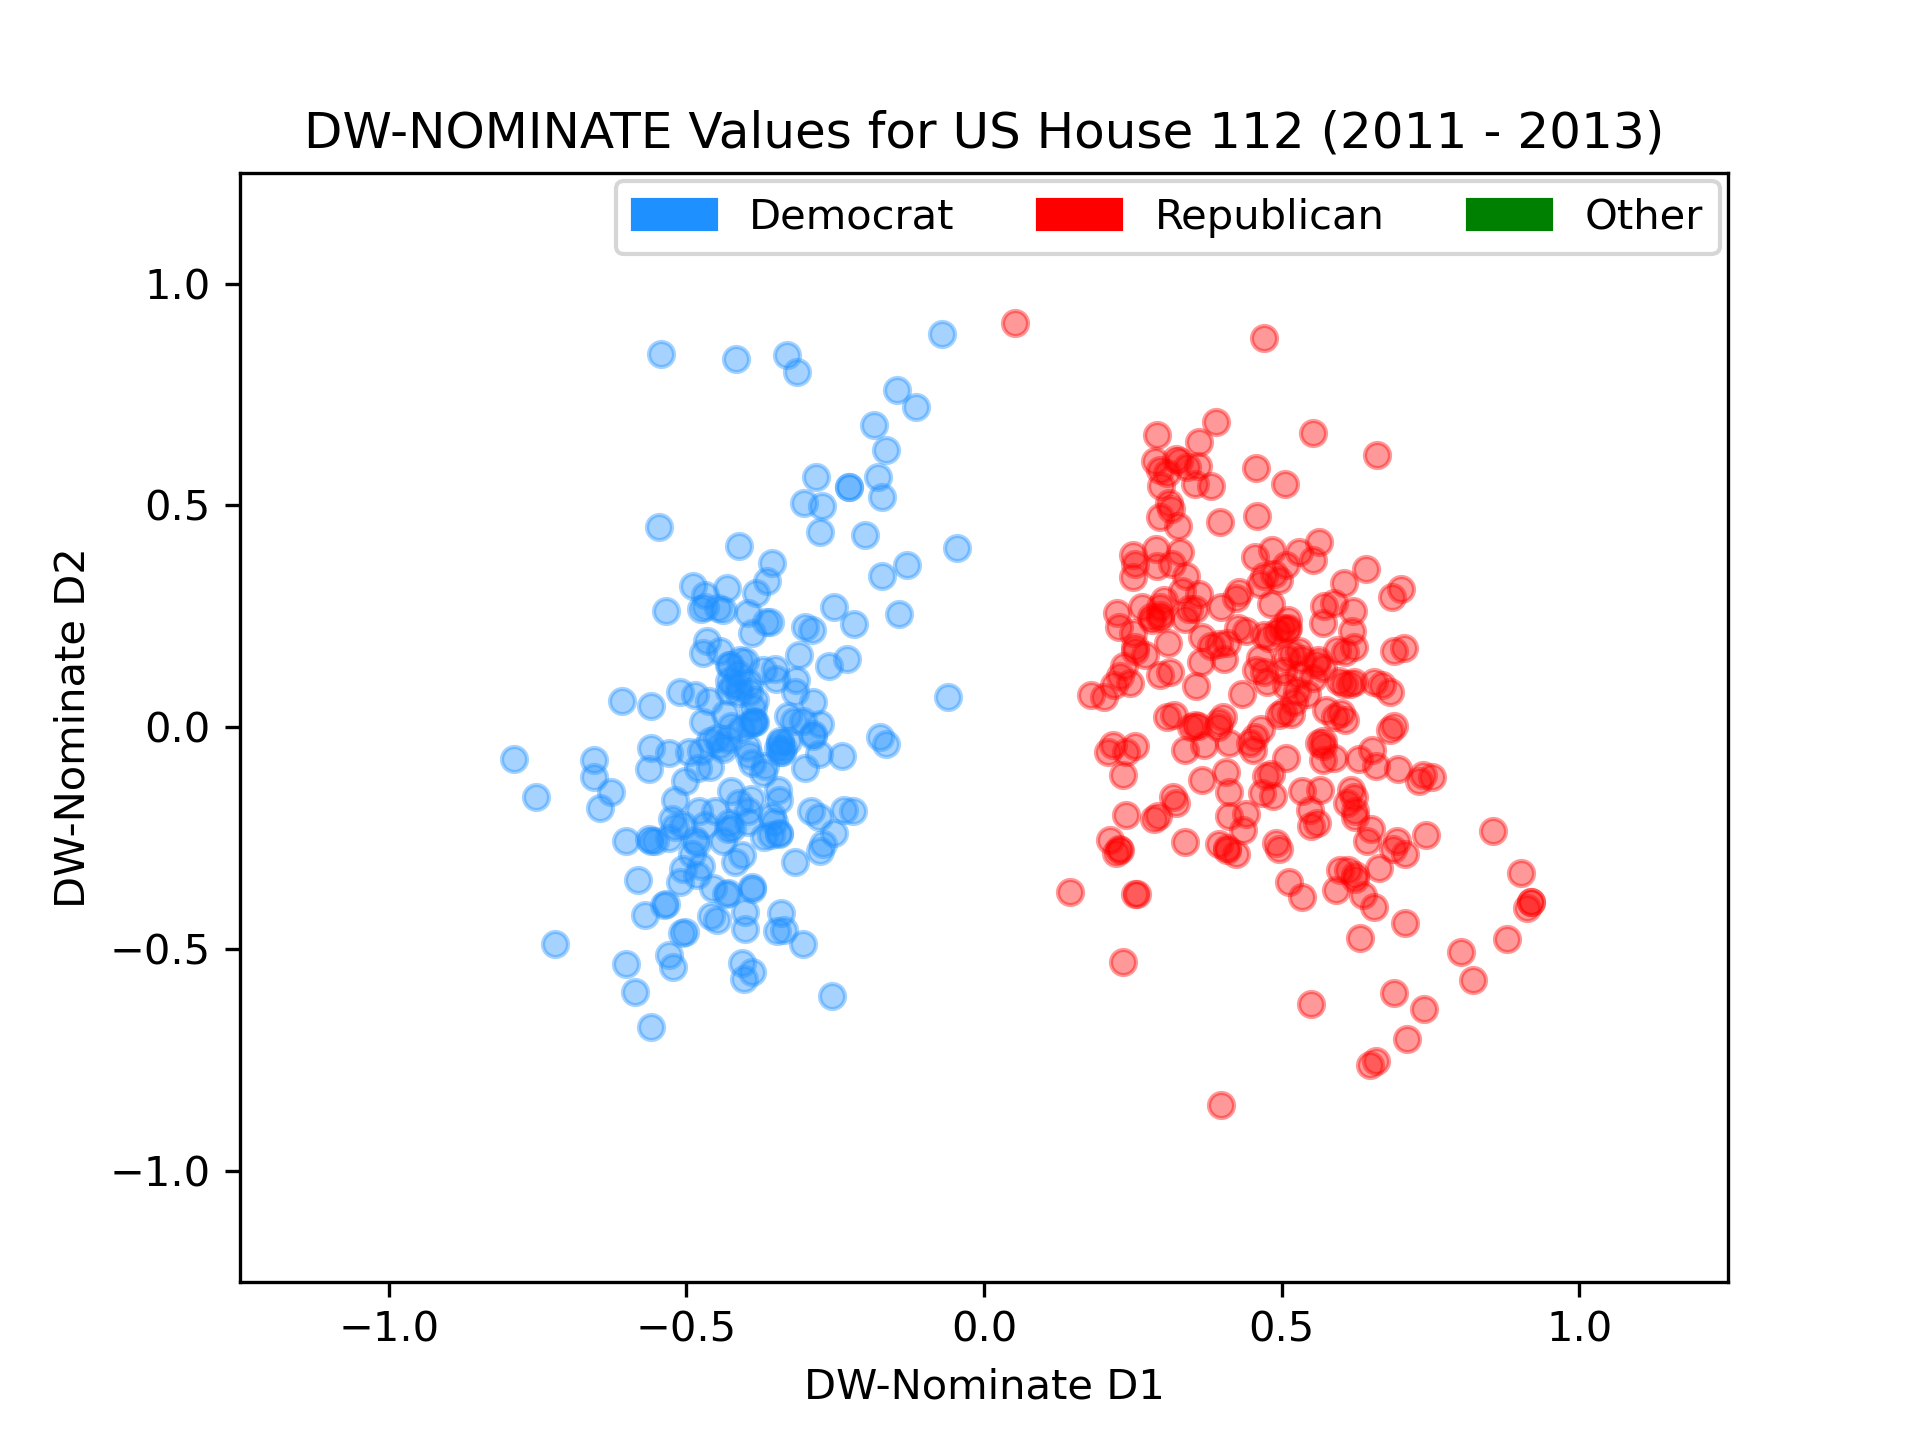 DW-NOMINATE Values for US House 112 (2011 - 2013)
Democrat Republican Other
1.0
0.5
0.0
−0.5
−1.0
DW-Nominate D2
−1.0 −0.5 0.0 0.5 1.0
DW-Nominate D1